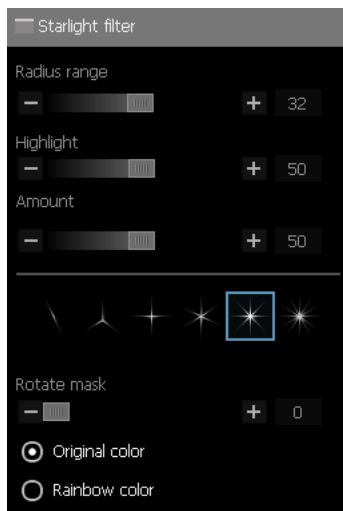 Starlight filter
Radius range
32
Highlight
50
Amount
50
Rotate mask
0
Original color
Rainbow color